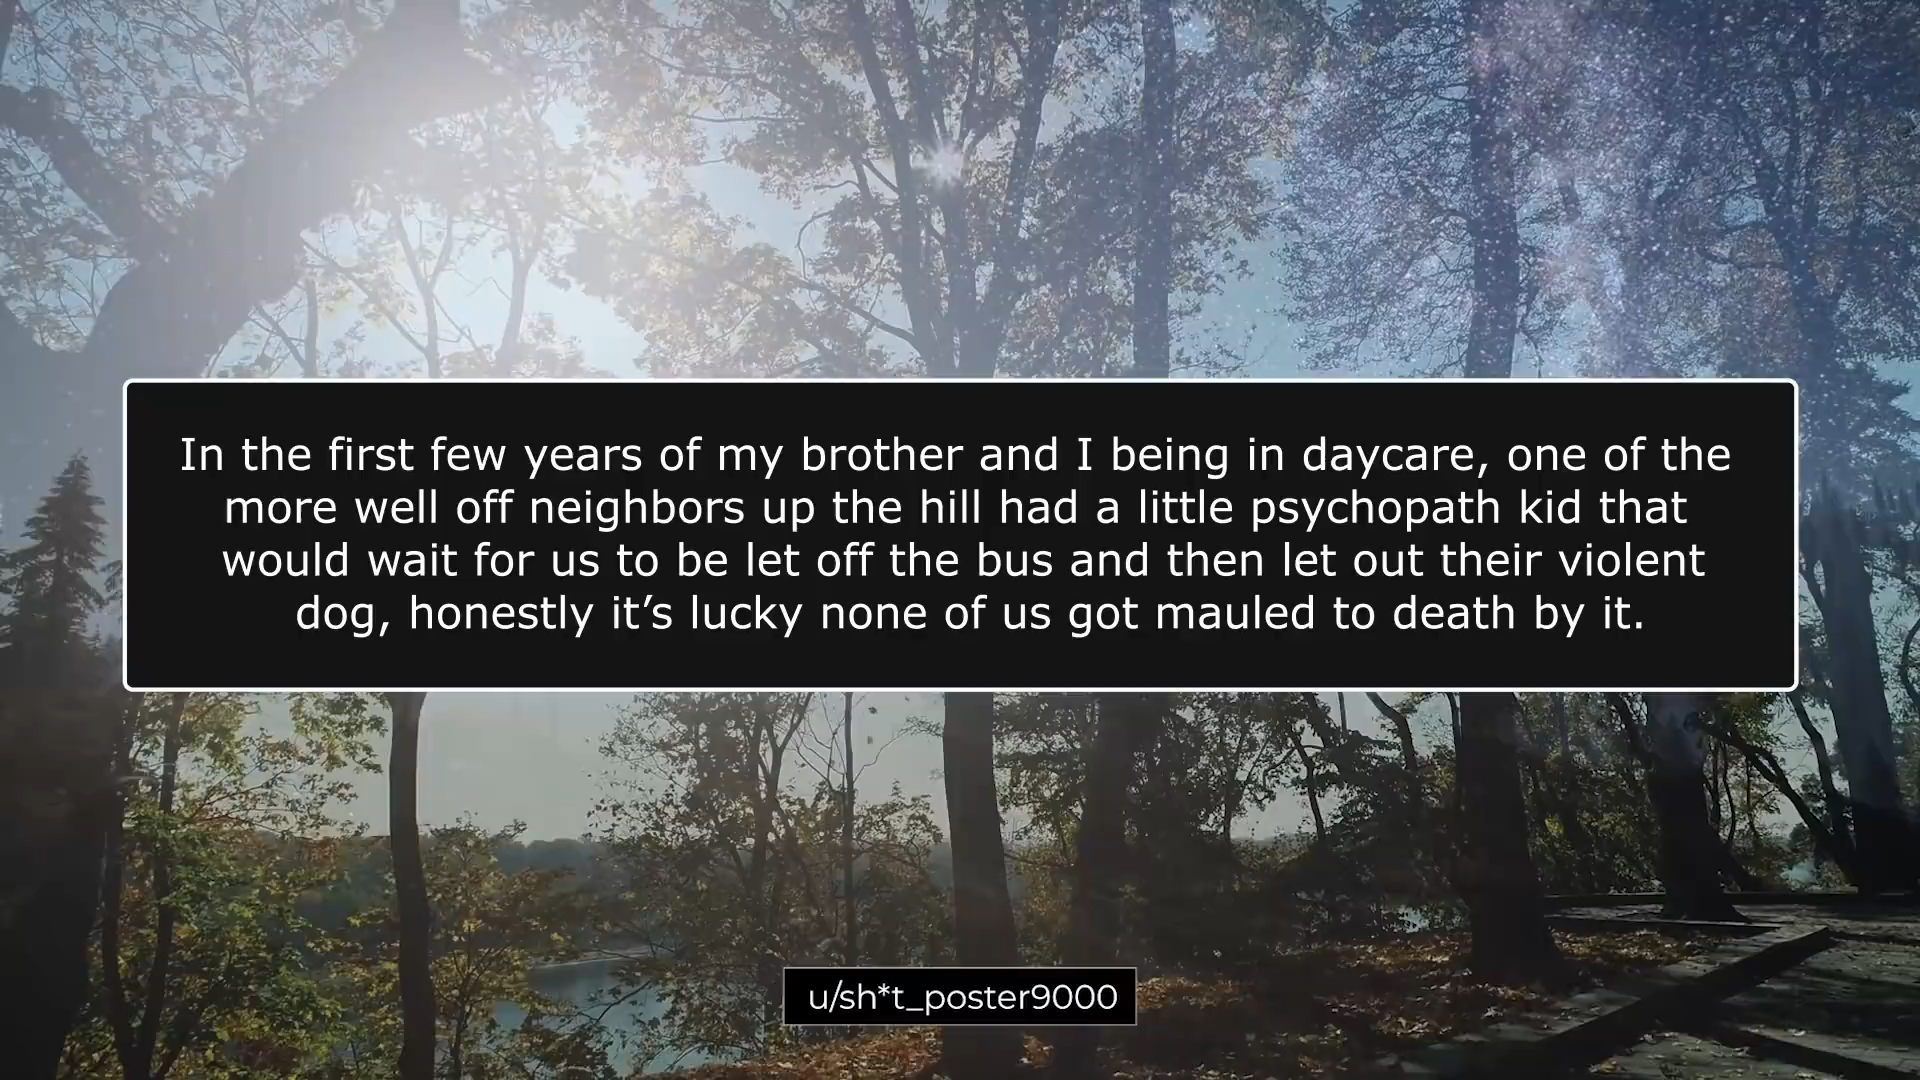 In the first few years of my brother and I being in daycare, one of the
more well off neighbors up the hill had a little psychopath kid that
would wait for us to be let off the bus and then let out their violent
dog, honestly it’s lucky none of us got mauled to death by it.
u/sh*t_poster9000